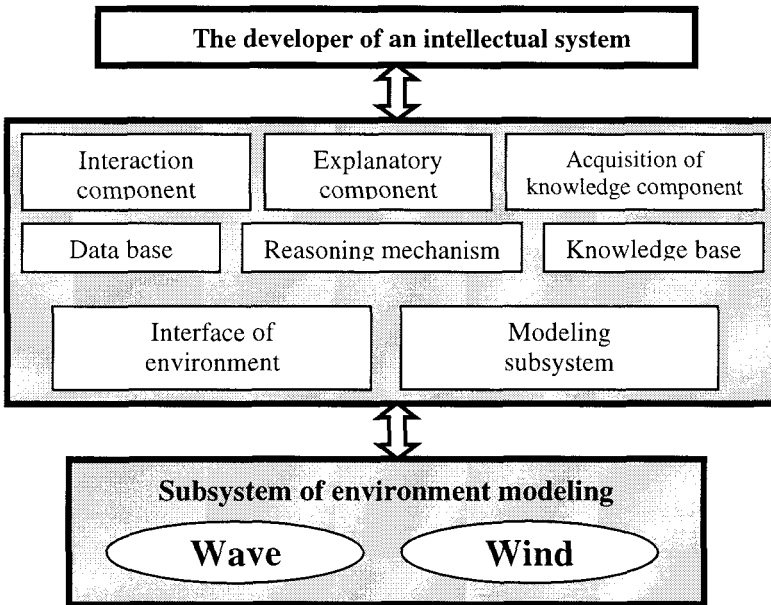 The developer of an intellectual system
Interaction
component
Explanatory
component
Acquisition of
knowledge component
Data base
Reasoning mechanism
Knowledge base
Interface of
environment
Modeling
subsystem
Subsystem of environment modeling
Wave
Wind